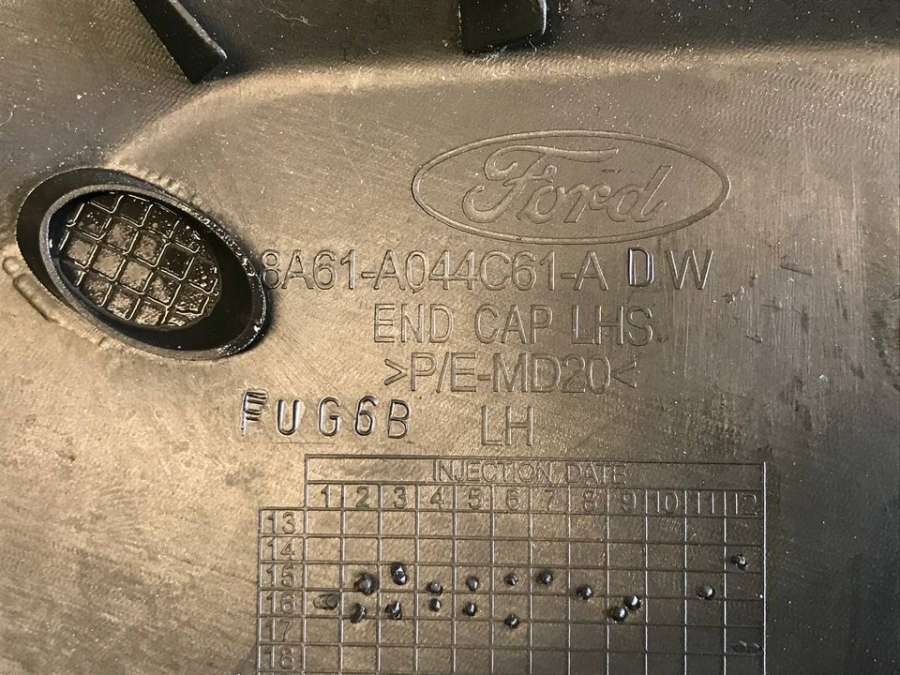 Ford
8A61-A044C61-A D W
END CAP LHS
>P/E-MD20<
FUG6B
LH
INJECTION DATE
1 2 3 4 5 6 7 8 9 10 11 12
13
14
15
16
17
18